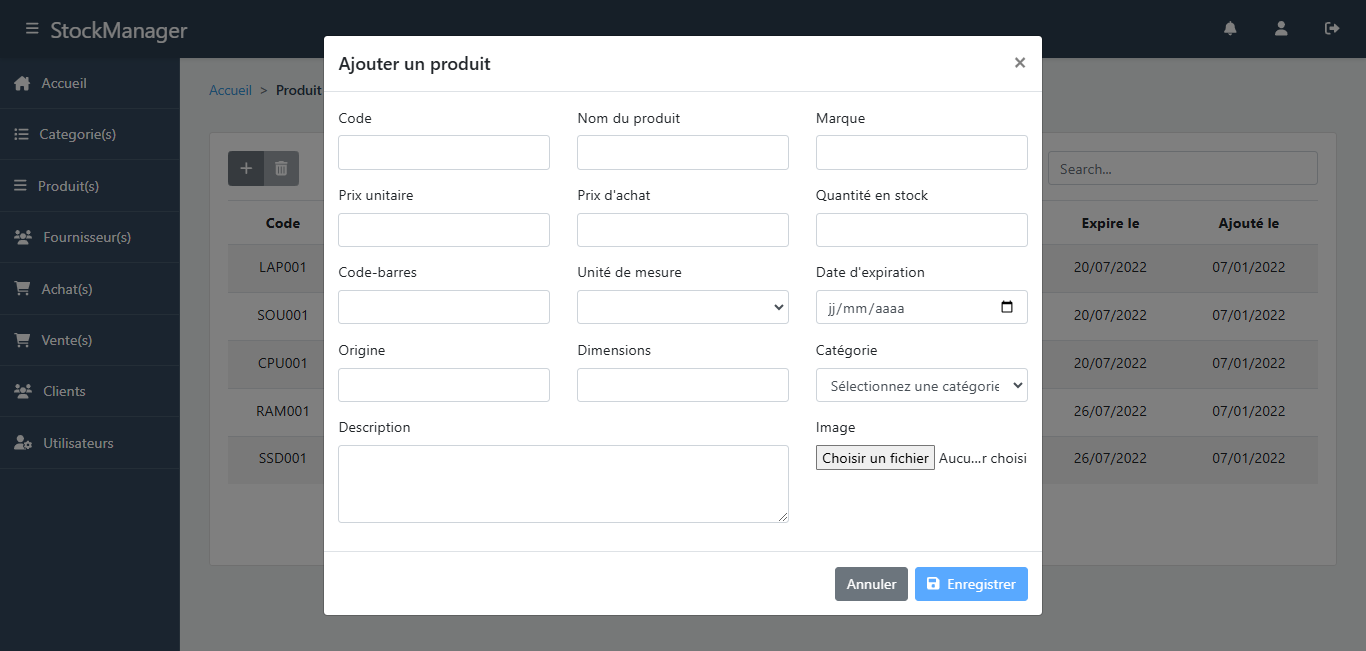 StockManager
Accueil
Categorie(s)
Produit(s)
Fournisseur(s)
Achat(s)
Vente(s)
Clients
Utilisateurs
Accueil > Produit
Search...
Code Expire le Ajouté le
LAP001 20/07/2022 07/01/2022
SOU001 20/07/2022 07/01/2022
CPU001 20/07/2022 07/01/2022
RAM001 26/07/2022 07/01/2022
SSD001 26/07/2022 07/01/2022
Ajouter un produit ×
Code Nom du produit Marque
Prix unitaire Prix d'achat Quantité en stock
Code-barres Unité de mesure Date d'expiration
jj/mm/aaaa
Origine Dimensions Catégorie
Sélectionnez une catégorie
Description Image
Choisir un fichier Aucu...r choisi
Annuler Enregistrer